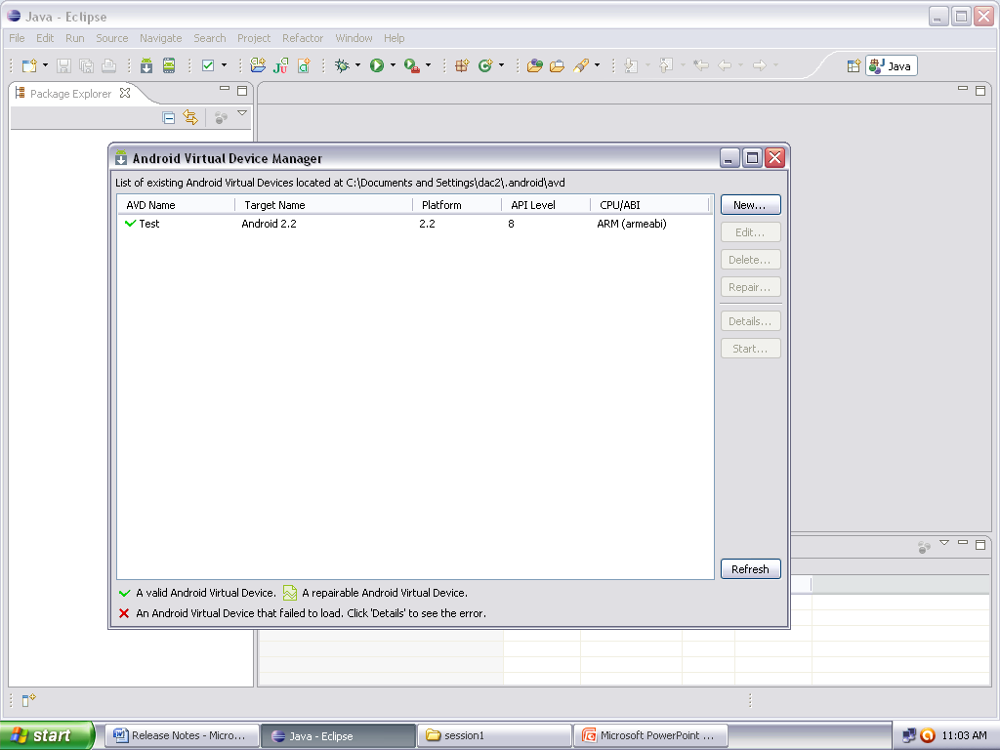 Java - Eclipse
File Edit Run Source Navigate Search Project Refactor Window Help
Java
Package Explorer
Android Virtual Device Manager
List of existing Android Virtual Devices located at C:\Documents and Settings\dac2\.android\avd
AVD Name Target Name Platform API Level CPU/ABI
Test Android 2.2 2.2 8 ARM (armeabi)
New...
Edit...
Delete...
Repair...
Details...
Start...
Refresh
A valid Android Virtual Device. A repairable Android Virtual Device.
An Android Virtual Device that failed to load. Click 'Details' to see the error.
start Release Notes - Micro... Java - Eclipse session1 Microsoft PowerPoint ... 11:03 AM